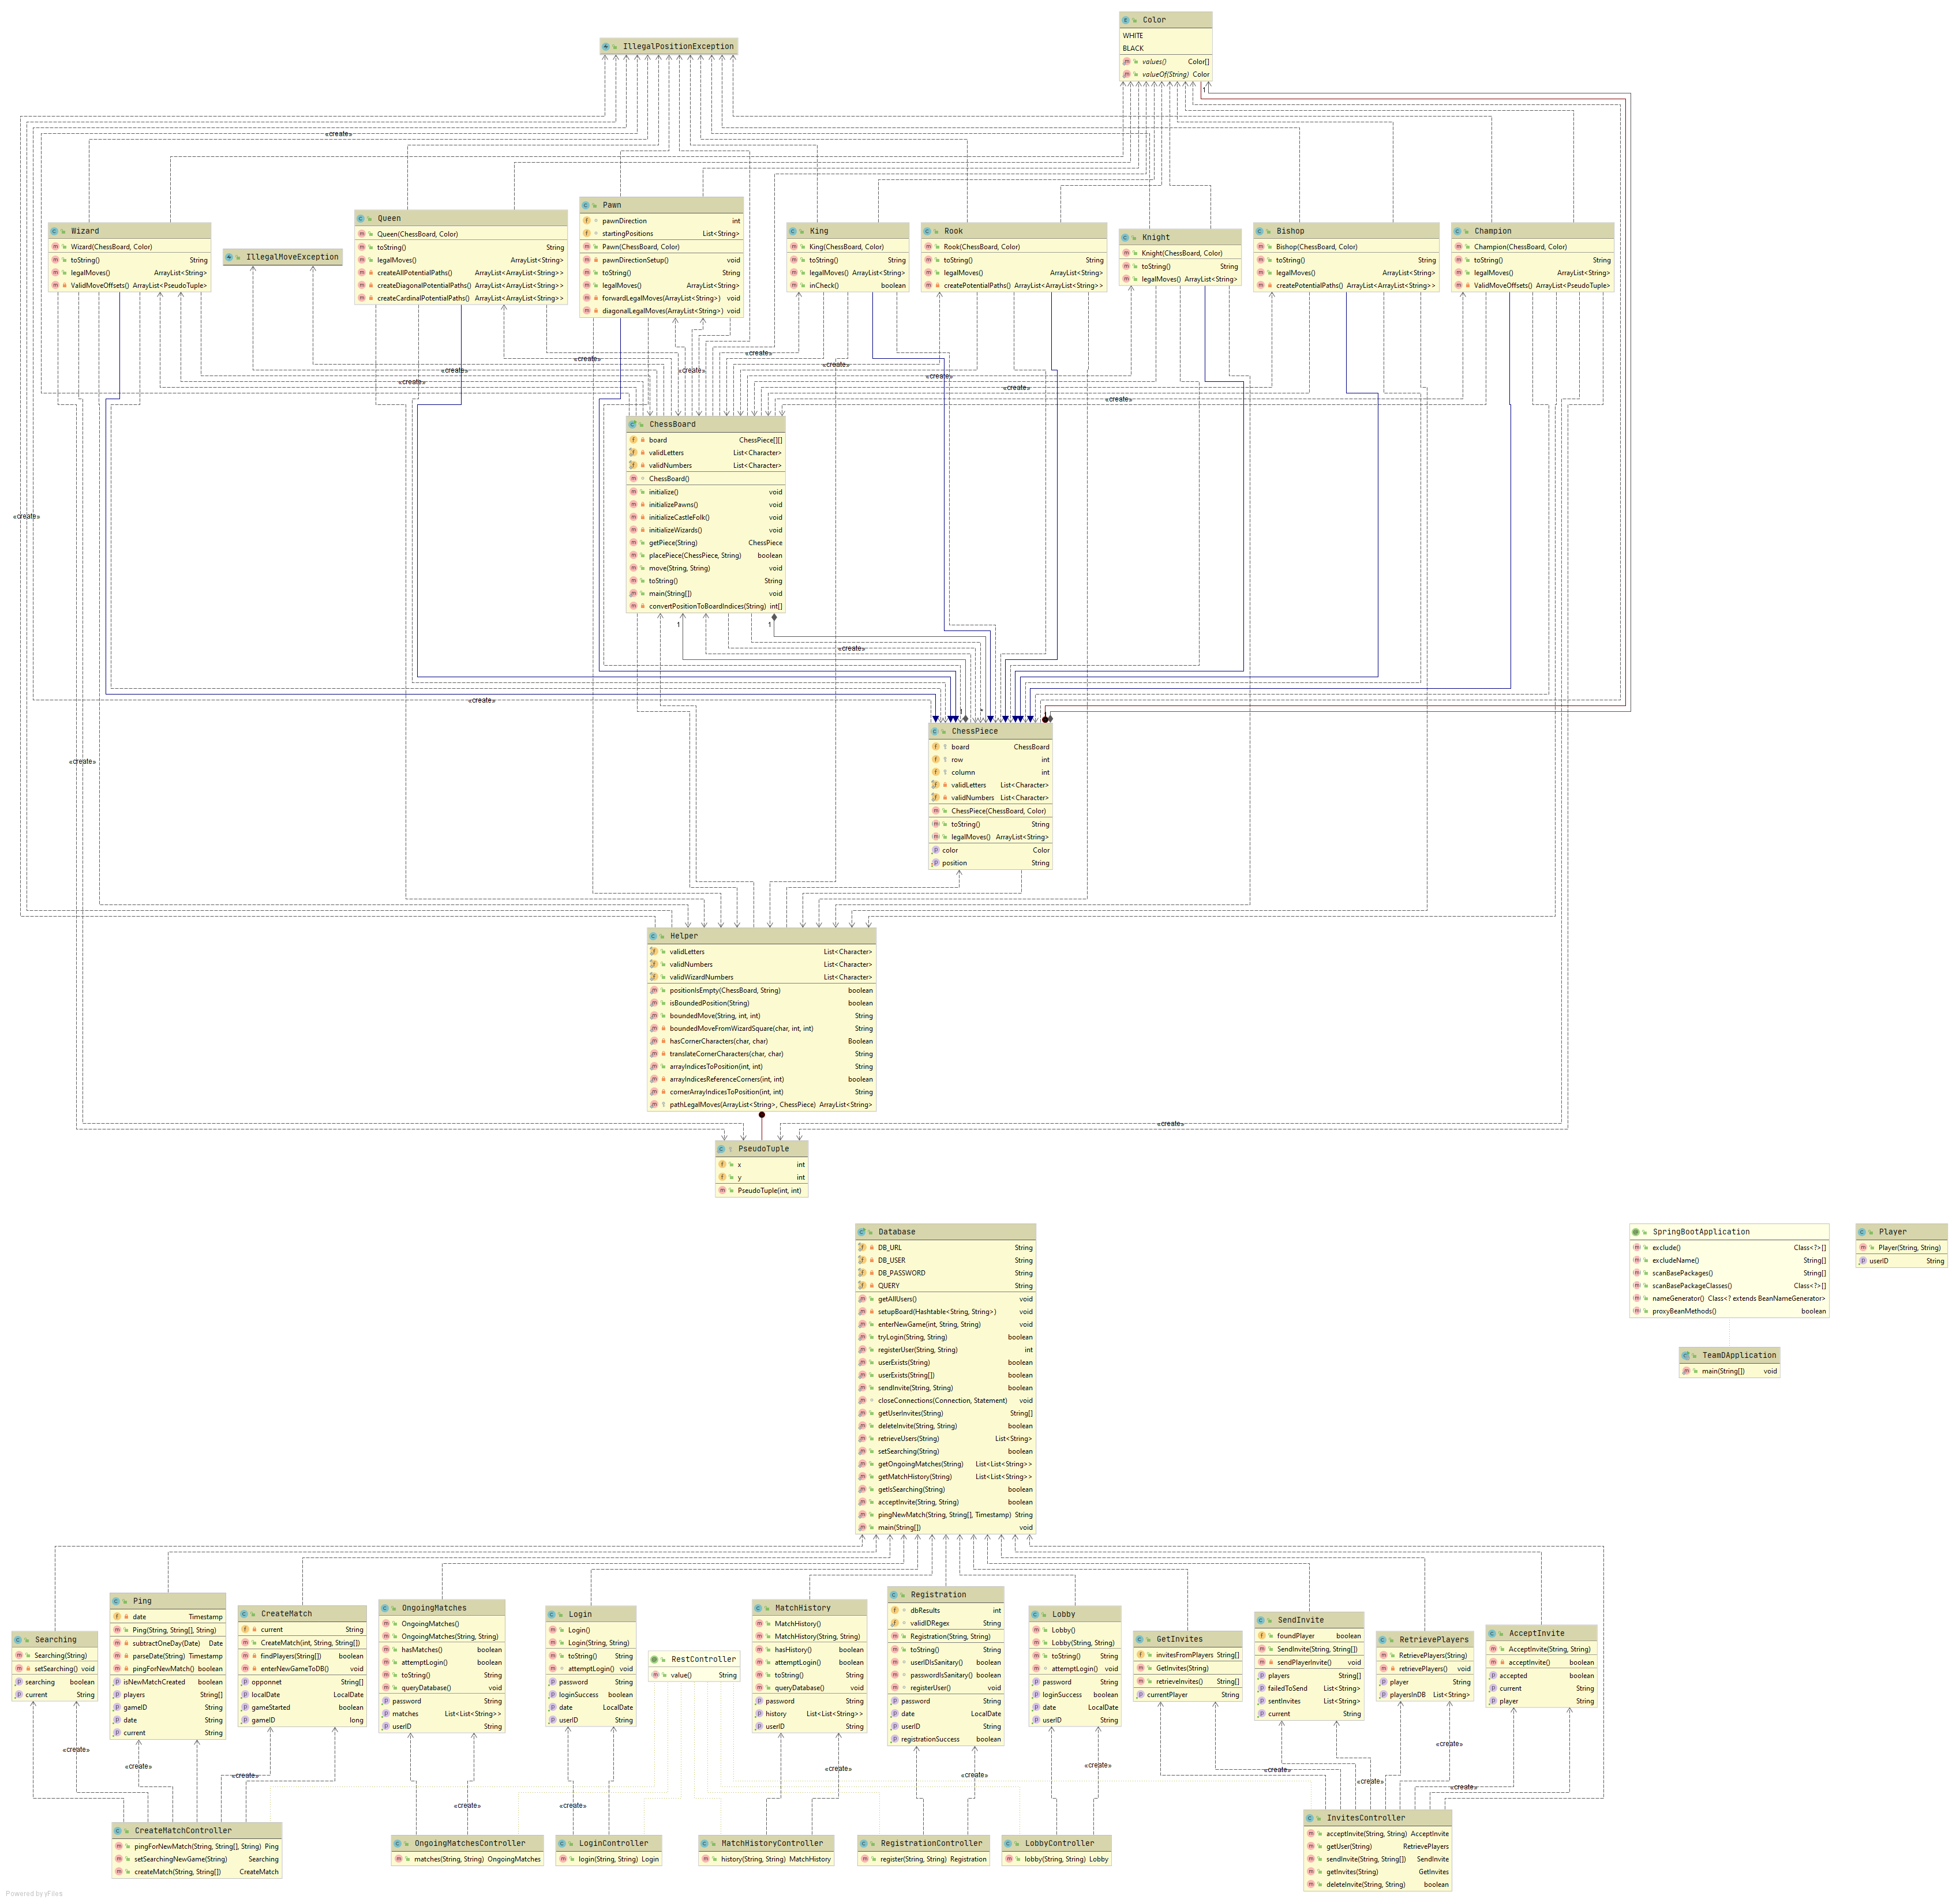 Color
WHITE
BLACK
values() Color[]
valueOf(String) Color
IllegalPositionException
1
«create»
Wizard
Wizard(ChessBoard, Color)
toString() String
legalMoves() ArrayList<String>
ValidMoveOffsets() ArrayList<PseudoTuple>
IllegalMoveException
Queen
Queen(ChessBoard, Color)
toString() String
legalMoves() ArrayList<String>
createAllPotentialPaths() ArrayList<ArrayList<String>>
createDiagonalPotentialPaths() ArrayList<ArrayList<String>>
createCardinalPotentialPaths() ArrayList<ArrayList<String>>
Pawn
pawnDirection int
startingPositions List<String>
Pawn(ChessBoard, Color)
pawnDirectionSetup() void
toString() String
legalMoves() ArrayList<String>
forwardLegalMoves(ArrayList<String>) void
diagonalLegalMoves(ArrayList<String>) void
King
King(ChessBoard, Color)
toString() String
legalMoves() ArrayList<String>
inCheck() boolean
Rook
Rook(ChessBoard, Color)
toString() String
legalMoves() ArrayList<String>
createPotentialPaths() ArrayList<ArrayList<String>>
Knight
Knight(ChessBoard, Color)
toString() String
legalMoves() ArrayList<String>
Bishop
Bishop(ChessBoard, Color)
toString() String
legalMoves() ArrayList<String>
createPotentialPaths() ArrayList<ArrayList<String>>
Champion
Champion(ChessBoard, Color)
toString() String
legalMoves() ArrayList<String>
ValidMoveOffsets() ArrayList<PseudoTuple>
«create»
«create»
«create»
«create»
«create»
«create»
«create»
«create»
«create»
ChessBoard
board ChessPiece[][]
validLetters List<Character>
validNumbers List<Character>
ChessBoard()
initialize() void
initializePawns() void
initializeCastleFolk() void
initializeWizards() void
getPiece(String) ChessPiece
placePiece(ChessPiece, String) boolean
move(String, String) void
toString() String
main(String[]) void
convertPositionToBoardIndices(String) int[]
«create»
1
1
«create»
«create»
1
*
ChessPiece
board ChessBoard
row int
column int
validLetters List<Character>
validNumbers List<Character>
ChessPiece(ChessBoard, Color)
toString() String
legalMoves() ArrayList<String>
color Color
position String
«create»
Helper
validLetters List<Character>
validNumbers List<Character>
validWizardNumbers List<Character>
positionIsEmpty(ChessBoard, String) boolean
isBoundedPosition(String) boolean
boundedMove(String, int, int) String
boundedMoveFromWizardSquare(char, int, int) String
hasCornerCharacters(char, char) Boolean
translateCornerCharacters(char, char) String
arrayIndicesToPosition(int, int) String
arrayIndicesReferenceCorners(int, int) boolean
cornerArrayIndicesToPosition(int, int) String
pathLegalMoves(ArrayList<String>, ChessPiece) ArrayList<String>
«create»
PseudoTuple
x int
y int
PseudoTuple(int, int)
Database
DB_URL String
DB_USER String
DB_PASSWORD String
QUERY String
getAllUsers() void
setupBoard(Hashtable<String, String>) void
enterNewGame(int, String, String) void
tryLogin(String, String) boolean
registerUser(String, String) int
userExists(String) boolean
userExists(String[]) boolean
sendInvite(String, String) boolean
closeConnections(Connection, Statement) void
getUserInvites(String) String[]
deleteInvite(String, String) boolean
retrieveUsers(String) List<String>
setSearching(String) boolean
getOngoingMatches(String) List<List<String>>
getMatchHistory(String) List<List<String>>
getIsSearching(String) boolean
acceptInvite(String, String) boolean
pingNewMatch(String, String[], Timestamp) String
main(String[]) void
SpringBootApplication
exclude() Class<?>[]
excludeName() String[]
scanBasePackages() String[]
scanBasePackageClasses() Class<?>[]
nameGenerator() Class<? extends BeanNameGenerator>
proxyBeanMethods() boolean
Player
Player(String, String)
userID String
TeamDApplication
main(String[]) void
Searching
Searching(String)
setSearching() void
searching boolean
current String
Ping
date Timestamp
Ping(String, String[], String)
subtractOneDay(Date) Date
parseDate(String) Timestamp
pingForNewMatch() boolean
isNewMatchCreated boolean
players String[]
gameID String
date String
current String
CreateMatch
current String
CreateMatch(int, String, String[])
findPlayers(String[]) boolean
enterNewGameToDB() void
opponnet String[]
localDate LocalDate
gameStarted boolean
gameID long
OngoingMatches
OngoingMatches()
OngoingMatches(String, String)
hasMatches() boolean
attemptLogin() boolean
toString() String
queryDatabase() void
password String
matches List<List<String>>
userID String
Login
Login()
Login(String, String)
toString() String
attemptLogin() void
password String
loginSuccess boolean
date LocalDate
userID String
RestController
value() String
MatchHistory
MatchHistory()
MatchHistory(String, String)
hasHistory() boolean
attemptLogin() boolean
toString() String
queryDatabase() void
password String
history List<List<String>>
userID String
Registration
dbResults int
validIDRegex String
Registration(String, String)
toString() String
userIDIsSanitary() boolean
passwordIsSanitary() boolean
registerUser() void
password String
date LocalDate
userID String
registrationSuccess boolean
Lobby
Lobby()
Lobby(String, String)
toString() String
attemptLogin() void
password String
loginSuccess boolean
date LocalDate
userID String
GetInvites
invitesFromPlayers String[]
GetInvites(String)
retrieveInvites() String[]
currentPlayer String
SendInvite
foundPlayer boolean
SendInvite(String, String[])
sendPlayerInvite() void
players String[]
failedToSend List<String>
sentInvites List<String>
current String
RetrievePlayers
RetrievePlayers(String)
retrievePlayers() void
player String
playersInDB List<String>
AcceptInvite
AcceptInvite(String, String)
acceptInvite() boolean
accepted boolean
current String
player String
«create»
«create»
«create»
«create»
«create»
«create»
«create»
«create»
«create»
«create»
«create»
«create»
CreateMatchController
pingForNewMatch(String, String[], String) Ping
setSearchingNewGame(String) Searching
createMatch(String, String[]) CreateMatch
OngoingMatchesController
matches(String, String) OngoingMatches
LoginController
login(String, String) Login
MatchHistoryController
history(String, String) MatchHistory
RegistrationController
register(String, String) Registration
LobbyController
lobby(String, String) Lobby
InvitesController
acceptInvite(String, String) AcceptInvite
getUser(String) RetrievePlayers
sendInvite(String, String[]) SendInvite
getInvites(String) GetInvites
deleteInvite(String, String) boolean
Powered by yFiles